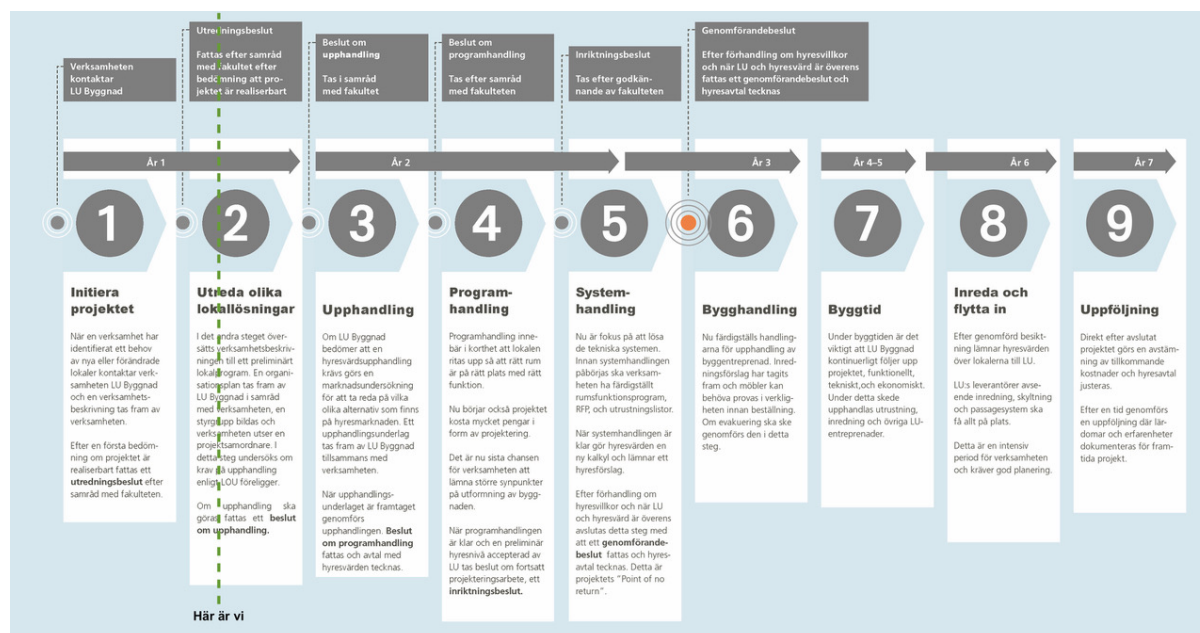 Verksamheten
kontaktar
LU Byggnad
Utredningsbeslut
Fattas efter samråd
med fakultet efter
bedömning att pro-
jektet är realiserbart
Beslut om
upphandling
Tas i samråd
med fakultet
Beslut om
programhandling
Tas efter samråd
med fakulteten
Inriktningsbeslut
Tas efter godkän-
nande av fakulteten
Genomförandebeslut
Efter förhandling om hyresvillkor
och när LU och hyresvärd är överens
fattas ett genomförandebeslut och
hyresavtal tecknas
År 1
År 2
År 3
År 4–5
År 6
År 7
1
Initiera
projektet
När en verksamhet har
identifierat ett behov
av nya eller förändrade
lokaler kontaktar verk-
samheten LU Byggnad
och en verksamhets-
beskrivning tas fram av
verksamheten.
Efter en första bedöm-
ning om projektet är
realiserbart fattas ett
utredningsbeslut efter
samråd med fakulteten.
2
Utreda olika
lokallösningar
I det andra steget över-
sätts verksamhetsbeskriv-
ningen till ett preliminärt
lokalprogram. En organi-
sationsplan tas fram av
LU Byggnad i samråd
med verksamheten, en
styrgrupp bildas och
verksamheten utser en
projektsamordnare. I
detta steg undersöks om
krav på upphandling
enligt LOU föreligger.
Om upphandling ska
göras fattas ett beslut
om upphandling.
3
Upphandling
Om LU Byggnad
bedömer att en
hyresvärdsupphandling
krävs görs en
marknadsundersökning
för att ta reda på vilka
olika alternativ som finns
på hyresmarknaden. Ett
upphandlingsunderlag
tas fram av LU Byggnad
tillsammans med
verksamheten.
När upphandlings-
underlaget är framtaget
genomförs
upphandlingen. Beslut
om programhandling
fattas och avtal med
hyresvärden tecknas.
4
Program-
handling
Programhandling inne-
bär i korthet att lokalen
ritas upp så att rätt rum
är på rätt plats med rätt
funktion.
Nu börjar också projektet
kosta mycket pengar i
form av projektering.
Det är nu sista chansen
för verksamheten att
lämna större synpunkter
på utformning av bygg-
naden.
När programhandlingen
är klar och en preliminär
hyresnivå accepterad av
LU tas beslut om fortsatt
projekteringsarbete, ett
inriktningsbeslut.
5
System-
handling
Nu är fokus på att lösa
de tekniska systemen.
Innan systemhandlingen
påbörjas ska verksam-
heten ha färdigställt
rumsfunktionsprogram,
RFP, och utrustningslistor.
När systemhandlingen är
klar gör hyresvärden en
ny kalkyl och lämnar ett
hyresförslag.
Efter förhandling om
hyresvillkor och när LU
och hyresvärd är överens
avslutas detta steg med
att ett genomförande-
beslut fattas och hyres-
avtal tecknas. Detta är
projektets ”Point of no
return”.
6
Bygghandling
Nu färdigställs handling-
arna för upphandling av
byggentreprenad. Inred-
ningsförslag har tagits
fram och möbler kan
behöva provas i verklig-
heten innan beställning.
Om evakuering ska ske
genomförs den i detta
steg.
7
Byggtid
Under byggtiden är det
viktigt att LU Byggnad
kontinuerligt följer upp
projektet, funktionellt,
tekniskt,och ekonomiskt.
Under detta skede
upphandlas utrustning,
inredning och övriga LU-
entreprenader.
8
Inreda och
flytta in
Efter genomförd besikt-
ning lämnar hyresvärden
över lokalerna till LU.
LU:s leverantörer avse-
ende inredning, skyltning
och passagesystem ska
få allt på plats.
Detta är en intensiv
period för verksamheten
och kräver god planering.
9
Uppföljning
Direkt efter avslutat
projektet görs en avstäm-
ning av tillkommande
kostnader och hyresavtal
justeras.
Efter en tid genomförs
en uppföljning där lär-
domar och erfarenheter
dokumenteras för fram-
tida projekt.
Här är vi